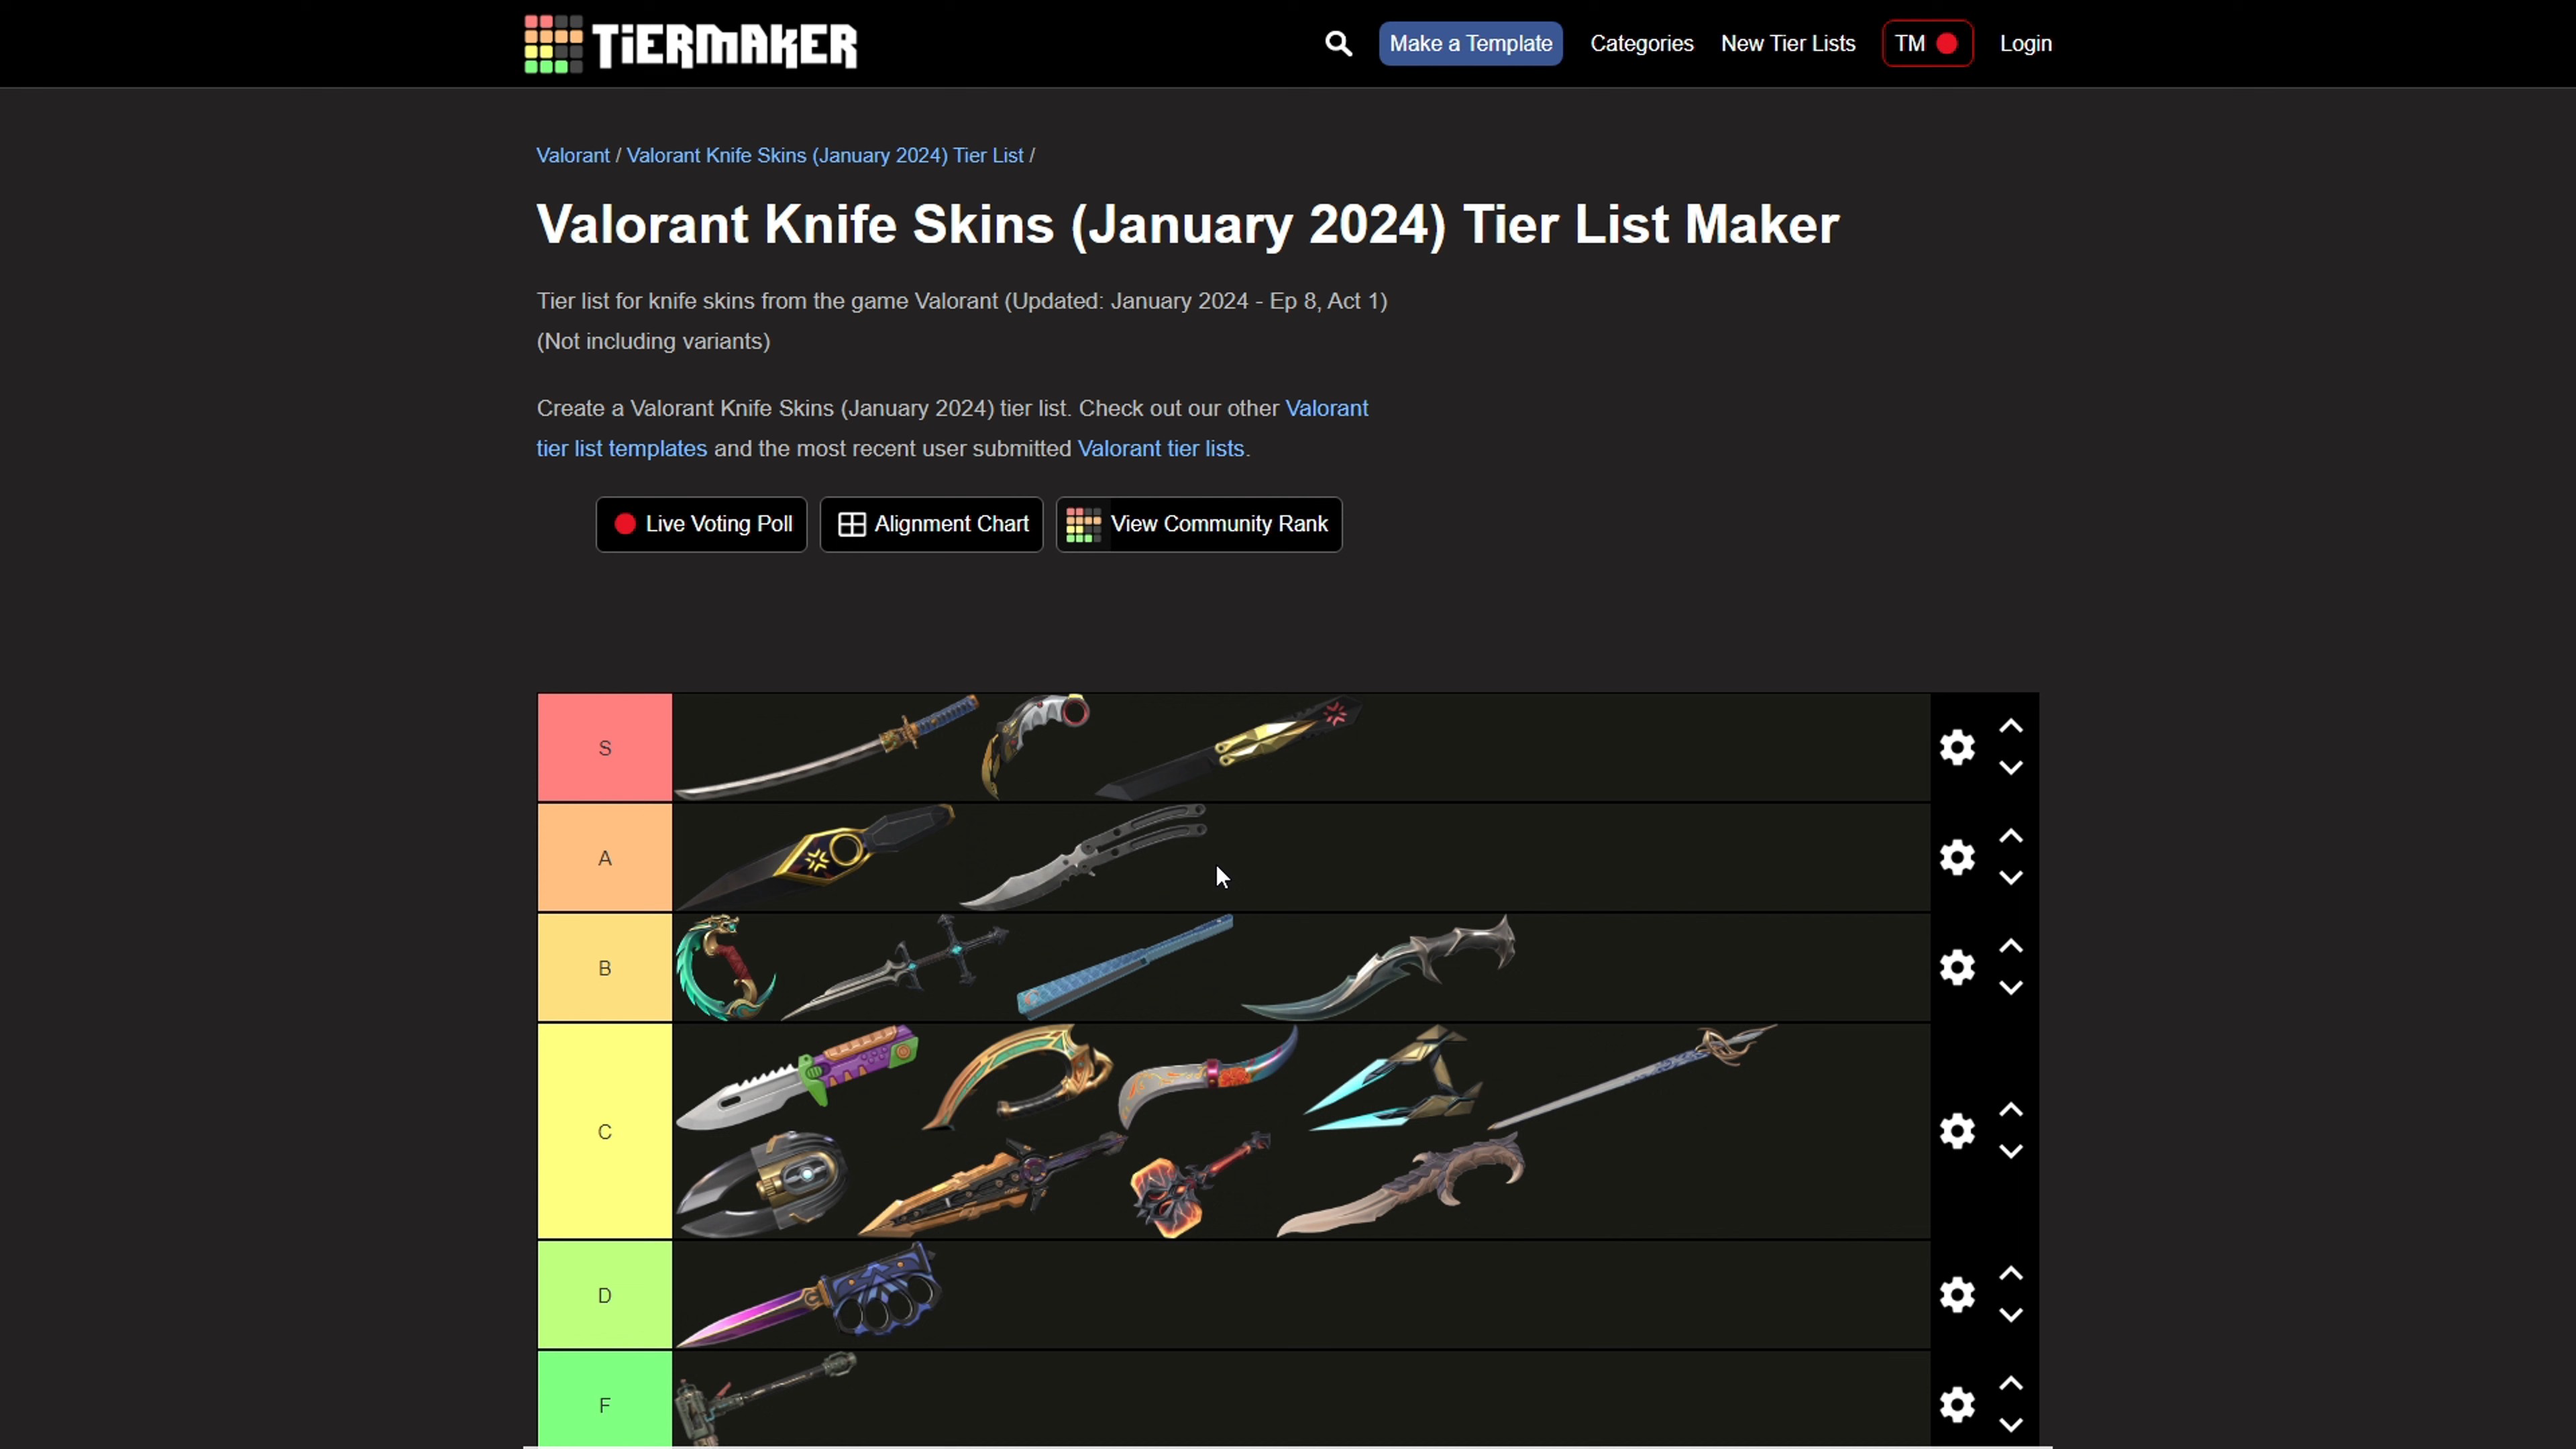 TiERMAKER
Make a Template
Categories
New Tier Lists
TM
Login
Valorant / Valorant Knife Skins (January 2024) Tier List /
Valorant Knife Skins (January 2024) Tier List Maker
Tier list for knife skins from the game Valorant (Updated: January 2024 - Ep 8, Act 1)
(Not including variants)
Create a Valorant Knife Skins (January 2024) tier list. Check out our other Valorant
tier list templates and the most recent user submitted Valorant tier lists.
Live Voting Poll
Alignment Chart
View Community Rank
S
A
B
C
D
F